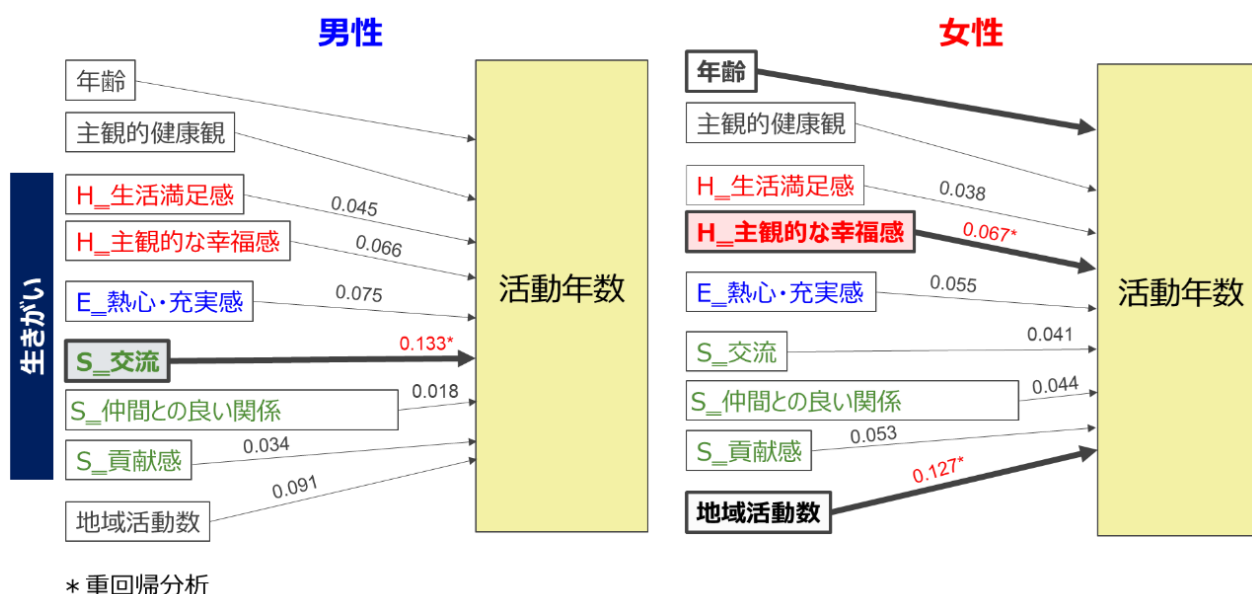 男性
年齢
主観的健康観
生きがい
H_生活満足感
0.045
H_主観的な幸福感
0.066
E_熱心・充実感
0.075
S_交流
0.133*
S_仲間との良い関係
0.018
S_貢献感
0.034
地域活動数
0.091
活動年数
女性
年齢
主観的健康観
H_生活満足感
0.038
H_主観的な幸福感
0.067*
E_熱心・充実感
0.055
S_交流
0.041
S_仲間との良い関係
0.044
S_貢献感
0.053
地域活動数
0.127*
活動年数
* 重回帰分析